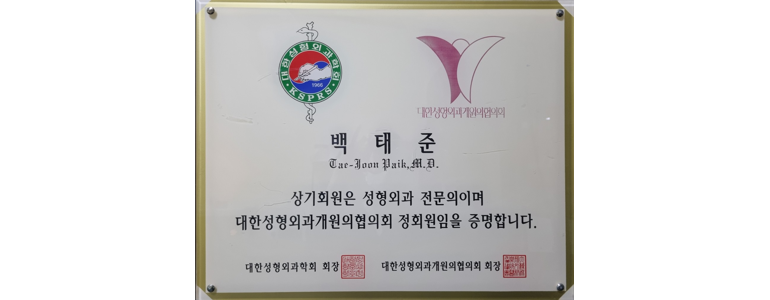 대한성형외과학회
1966
KSPRS
대한성형외과개원의협의회
백 태 준
Tae-Joon Paik, M.D.
상기회원은 성형외과 전문의이며
대한성형외과개원의협의회 정회원임을 증명합니다.
대한성형외과학회 회장 대한성형외과개원의협의회 회장